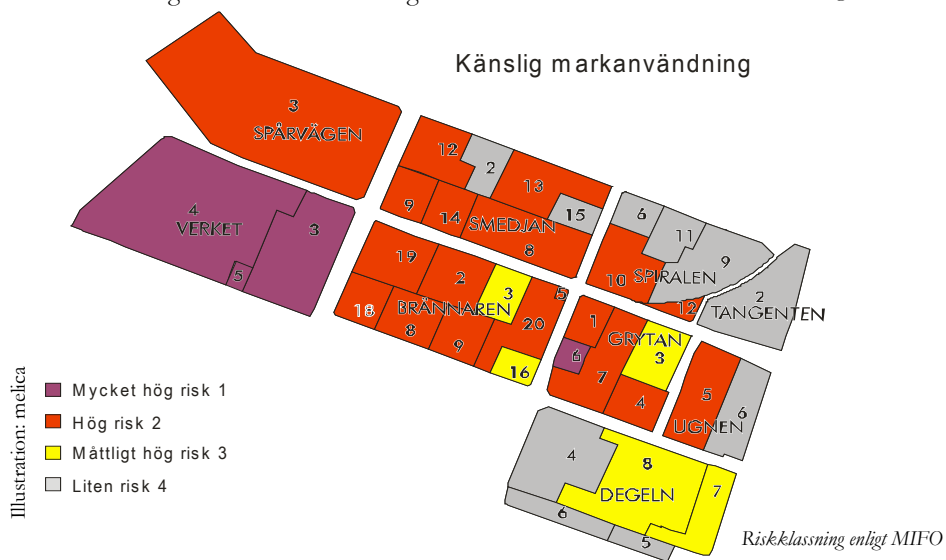 Känslig markanvändning
3
SPÅRVÄGEN
12
2
13
9
14
SMEDJAN
15
8
6
11
9
10
SPIRALEN
12
2
TANGENTEN
4
VERKET
3
5
19
2
3
15
18
BRÄNNAREN
8
9
20
16
1
GRYTAN
6
3
7
4
5
6
UGNEN
4
8
7
DEGELN
6
5
Mycket hög risk 1
Hög risk 2
Måttligt hög risk 3
Liten risk 4
Illustration: melica
Riskklassning enligt MIFO